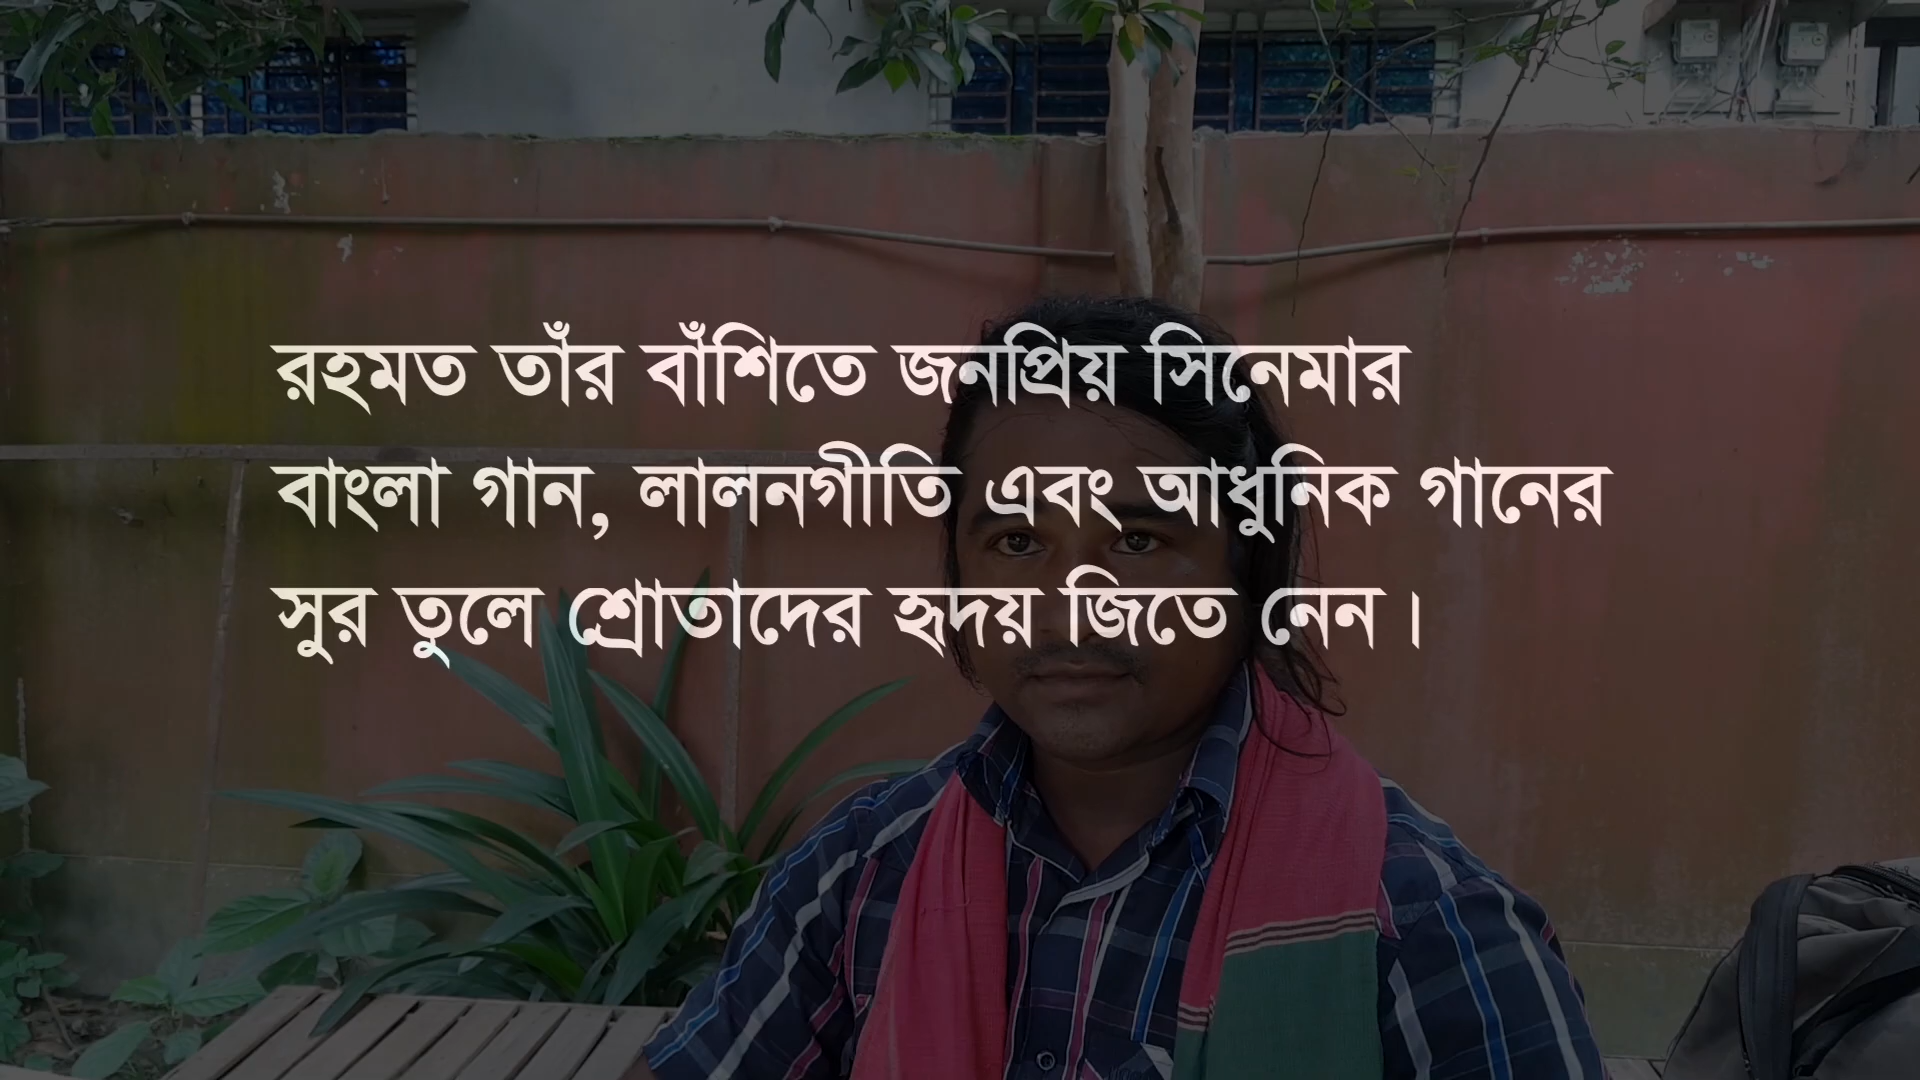 রহমত তাঁর বাঁশিতে জনপ্রিয় সিনেমার
বাংলা গান, লালনগীতি এবং আধুনিক গানের
সুর তুলে শ্রোতাদের হৃদয় জিতে নেন।